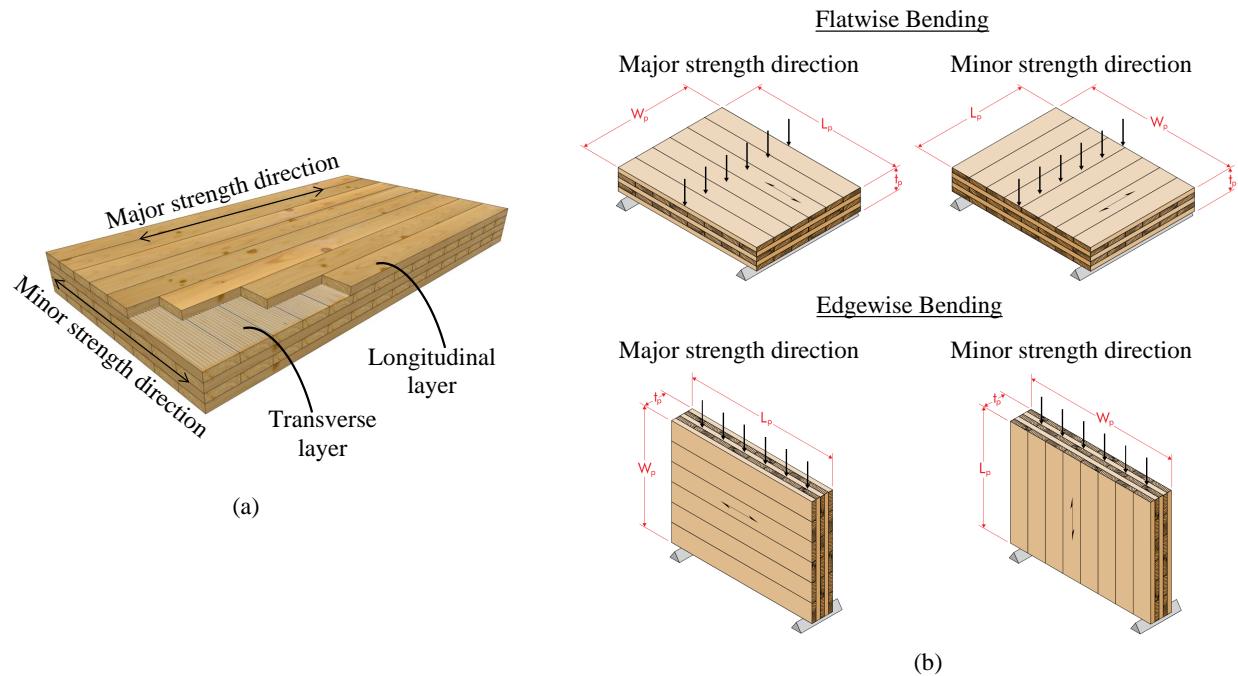 Major strength direction
Minor strength direction
Longitudinal
layer
Transverse
layer
(a)
Flatwise Bending
Major strength direction
Minor strength direction
Wp
Lp
tp
Lp
Wp
tp
Edgewise Bending
Major strength direction
Minor strength direction
tp
Lp
Wp
tp
Wp
Lp
(b)